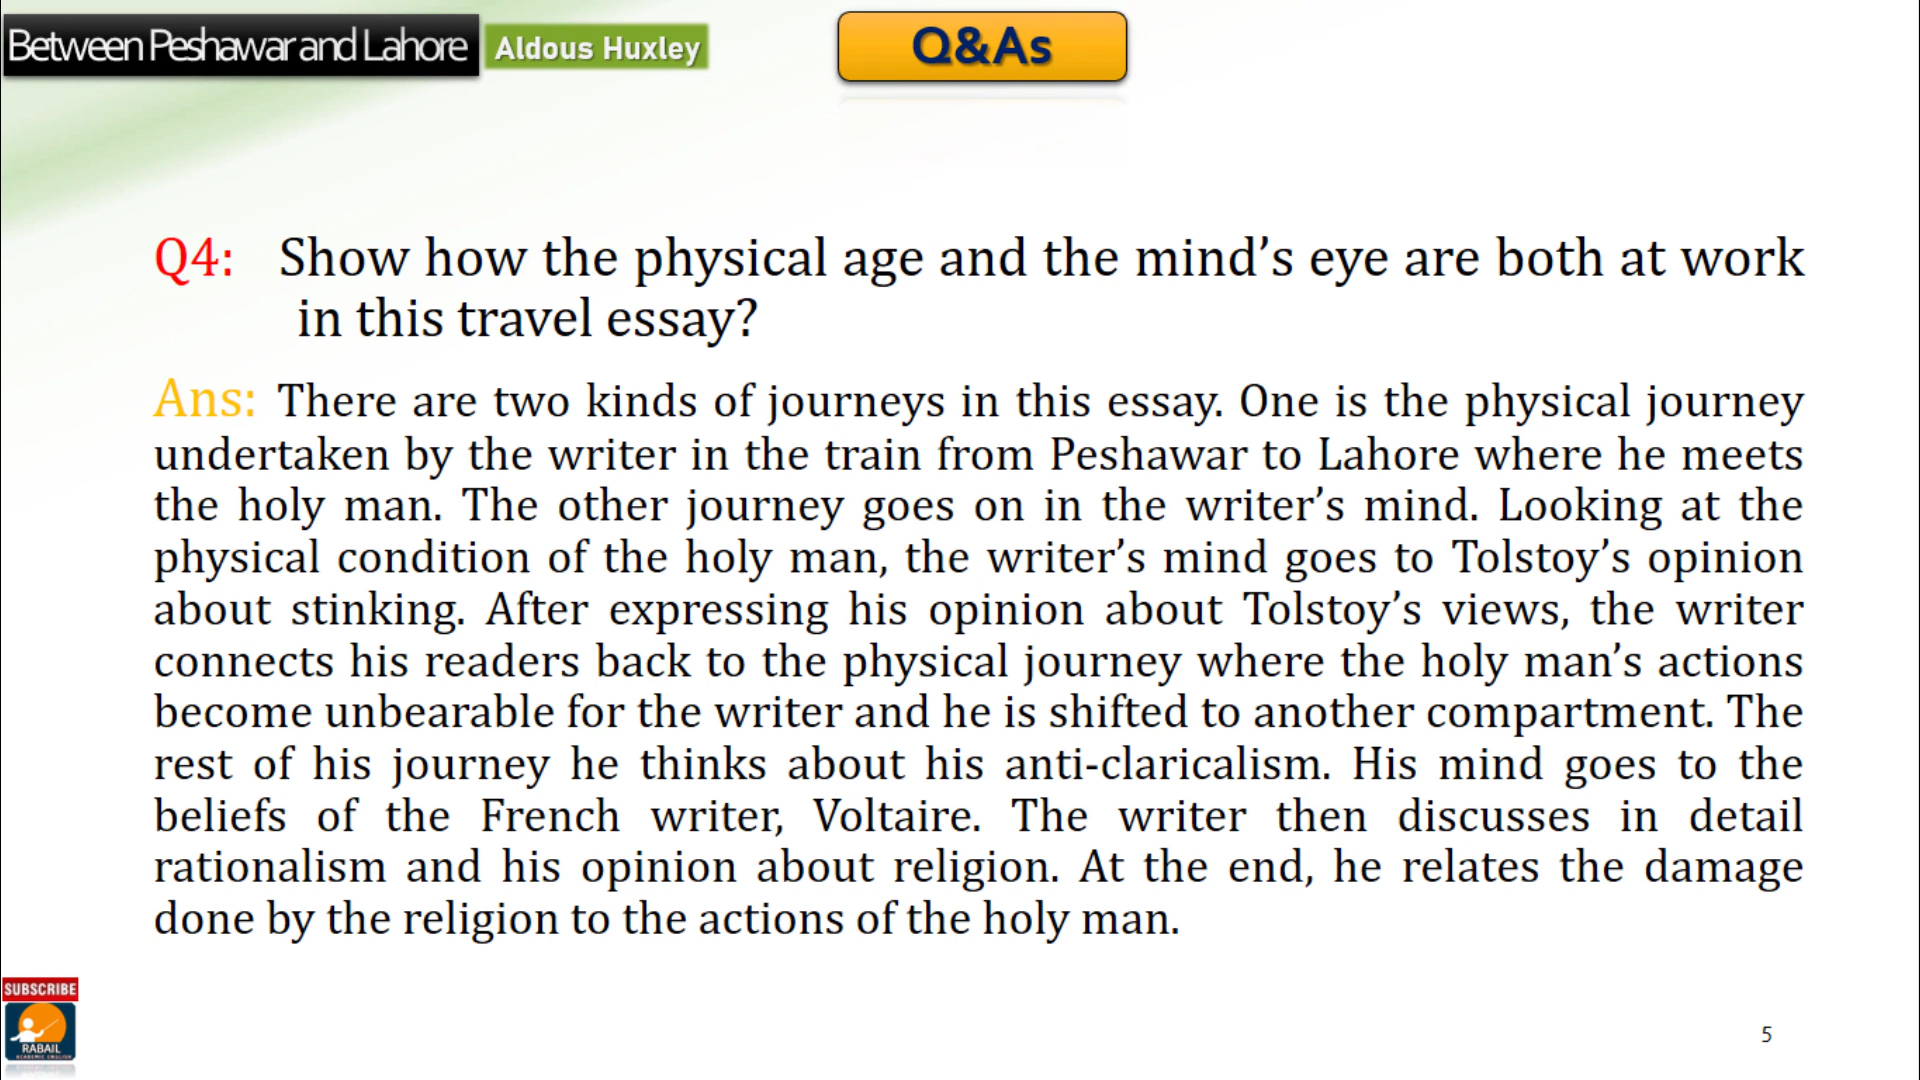 Between Peshawar and Lahore Aldous Huxley Q&As
Q4: Show how the physical age and the mind's eye are both at work
in this travel essay?
Ans: There are two kinds of journeys in this essay. One is the physical journey
undertaken by the writer in the train from Peshawar to Lahore where he meets
the holy man. The other journey goes on in the writer's mind. Looking at the
physical condition of the holy man, the writer's mind goes to Tolstoy's opinion
about stinking. After expressing his opinion about Tolstoy's views, the writer
connects his readers back to the physical journey where the holy man's actions
become unbearable for the writer and he is shifted to another compartment. The
rest of his journey he thinks about his anti-claricalism. His mind goes to the
beliefs of the French writer, Voltaire. The writer then discusses in detail
rationalism and his opinion about religion. At the end, he relates the damage
done by the religion to the actions of the holy man.
SUBSCRIBE
RABAIL
ACADEMIC ENGLISH
5